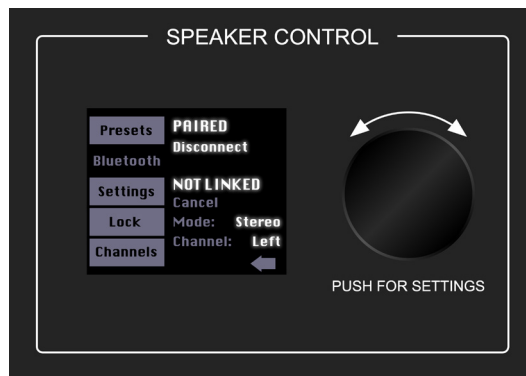 SPEAKER CONTROL
Presets
Bluetooth
Settings
Lock
Channels
PAIRED
Disconnect
NOT LINKED
Cancel
Mode: Stereo
Channel: Left
PUSH FOR SETTINGS